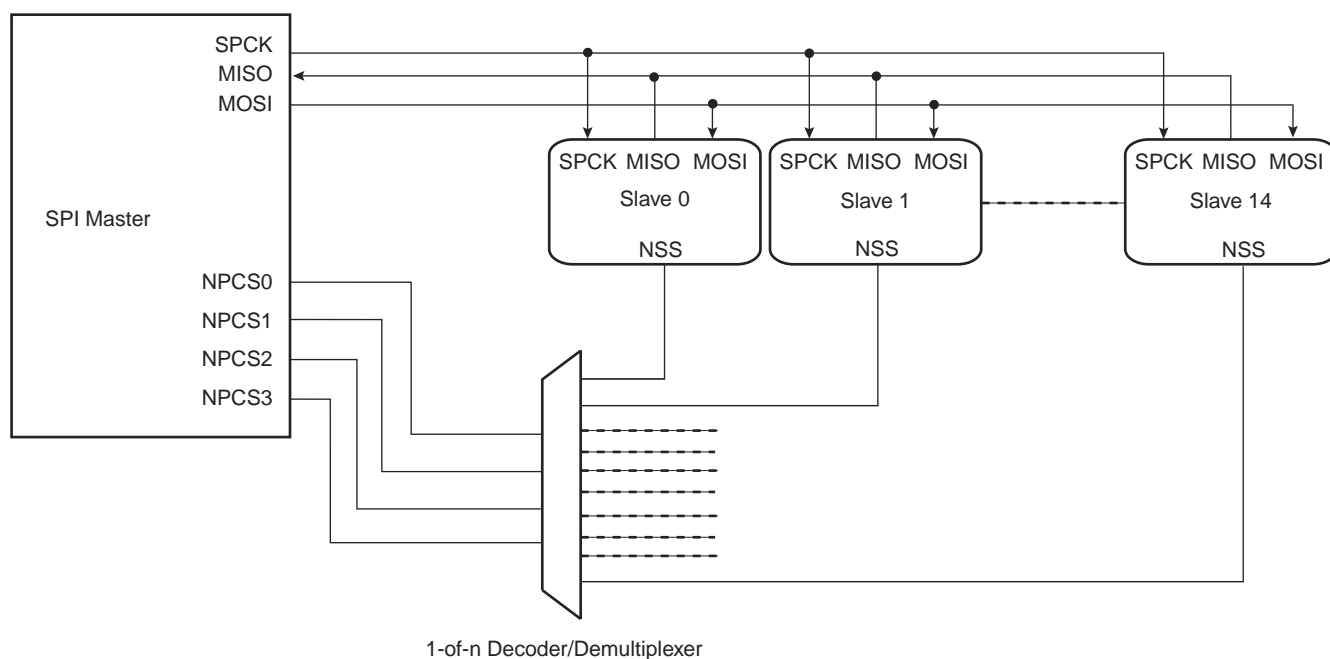 SPCK
MISO
MOSI
SPI Master
NPCS0
NPCS1
NPCS2
NPCS3
SPCK MISO MOSI
Slave 0
NSS
SPCK MISO MOSI
Slave 1
NSS
SPCK MISO MOSI
Slave 14
NSS
1-of-n Decoder/Demultiplexer